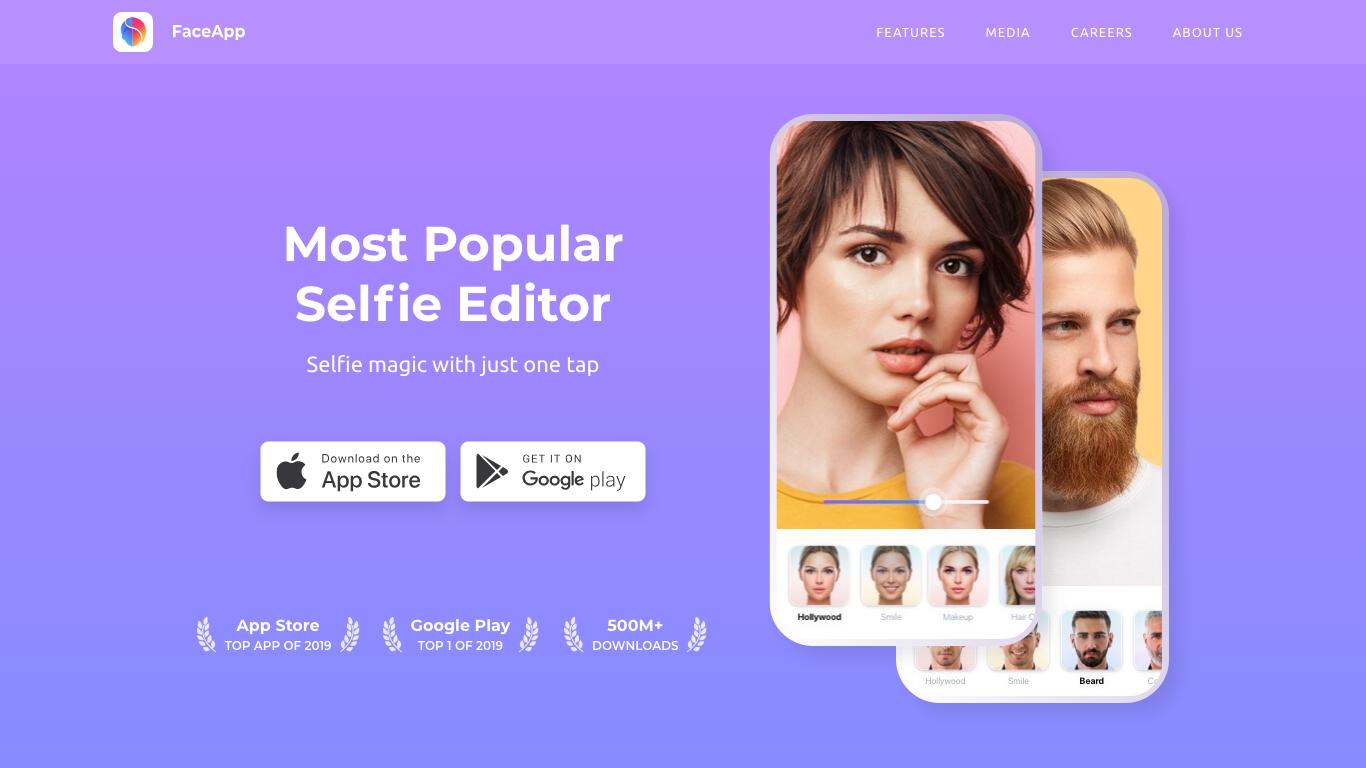 FaceApp
FEATURES MEDIA CAREERS ABOUT US
Most Popular
Selfie Editor
Selfie magic with just one tap
Download on the
App Store
GET IT ON
Google play
App Store
TOP APP OF 2019
Google Play
TOP 1 OF 2019
500M+
DOWNLOADS
Hollywood Smile Makeup Hair
Hollywood Smile Beard